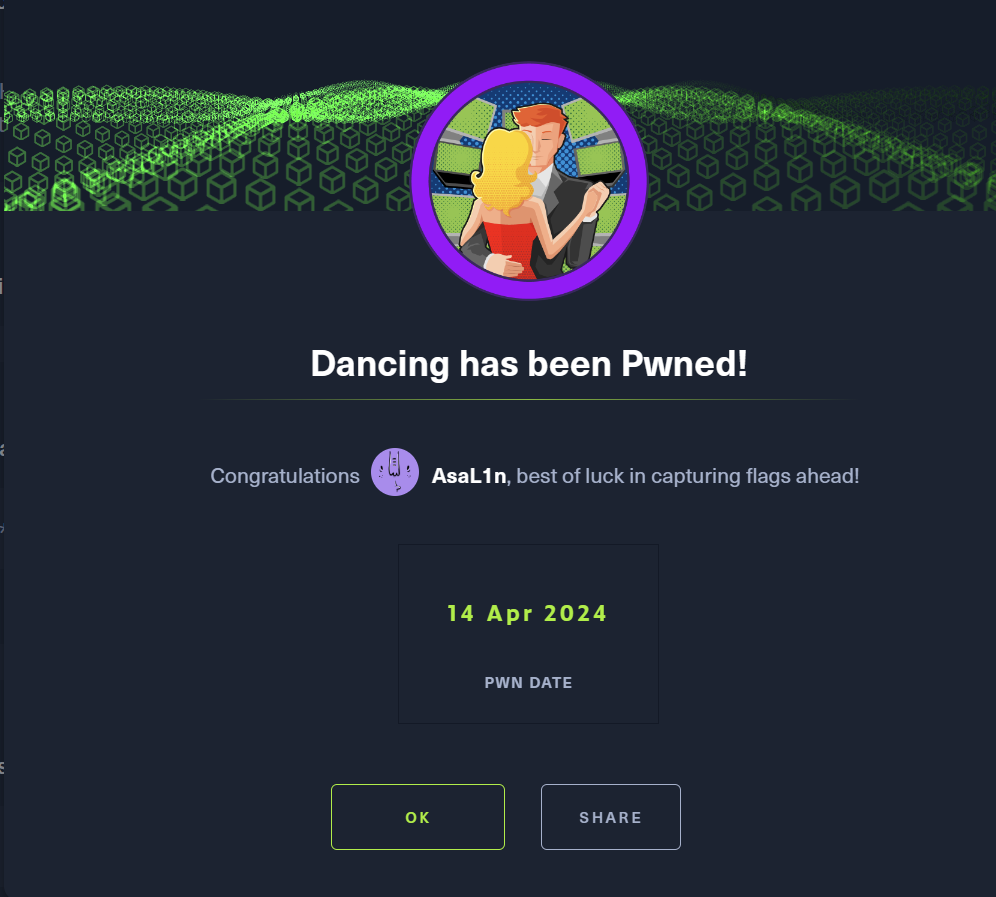 Dancing has been Pwned!
Congratulations AsaL1n, best of luck in capturing flags ahead!
14 Apr 2024
PWN DATE
OK
SHARE